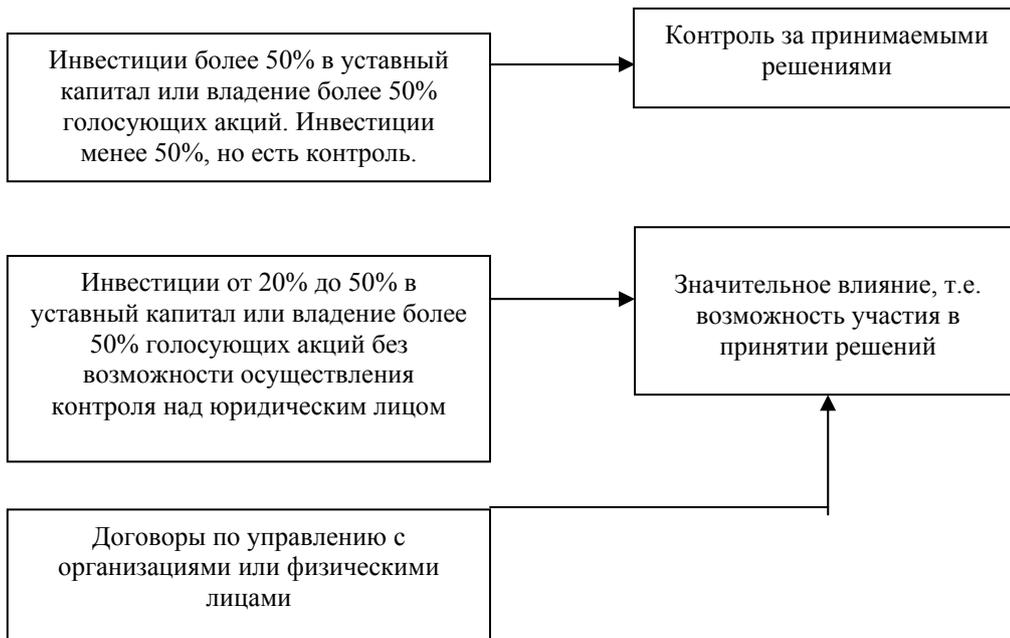 Инвестиции более 50% в уставный
капитал или владение более 50%
голосующих акций. Инвестиции
менее 50%, но есть контроль.
Контроль за принимаемыми
решениями
Инвестиции от 20% до 50% в
уставный капитал или владение более
50% голосующих акций без
возможности осуществления
контроля над юридическим лицом
Значительное влияние, т.е.
возможность участия в
принятии решений
Договоры по управлению с
организациями или физическими
лицами